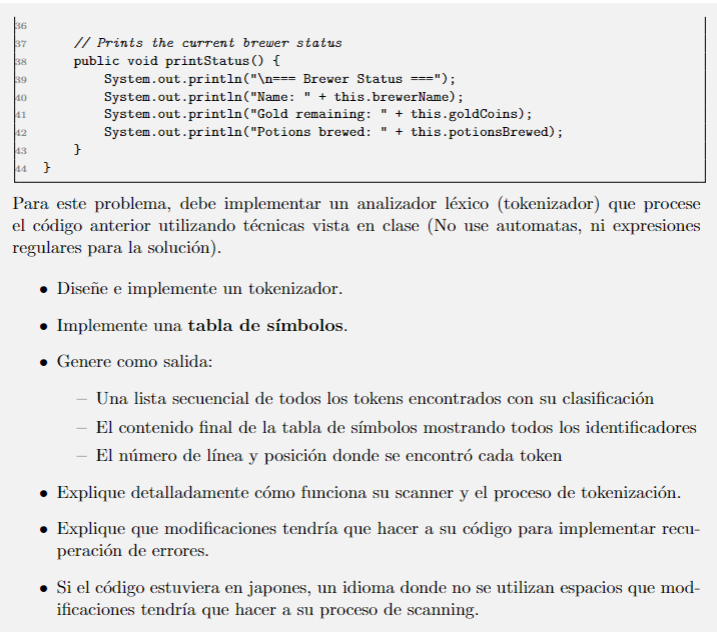 36
37 // Prints the current brewer status
38 public void printStatus() {
39 System.out.println("\n=== Brewer Status ===");
40 System.out.println("Name: " + this.brewerName);
41 System.out.println("Gold remaining: " + this.goldCoins);
42 System.out.println("Potions brewed: " + this.potionsBrewed);
43 }
44 }
Para este problema, debe implementar un analizador léxico (tokenizador) que procese
el código anterior utilizando técnicas vista en clase (No use automatas, ni expresiones
regulares para la solución).
• Diseñe e implemente un tokenizador.
• Implemente una tabla de símbolos.
• Genere como salida:
– Una lista secuencial de todos los tokens encontrados con su clasificación
– El contenido final de la tabla de símbolos mostrando todos los identificadores
– El número de línea y posición donde se encontró cada token
• Explique detalladamente cómo funciona su scanner y el proceso de tokenización.
• Explique que modificaciones tendría que hacer a su código para implementar recu-
peración de errores.
• Si el código estuviera en japones, un idioma donde no se utilizan espacios que mod-
ificaciones tendría que hacer a su proceso de scanning.